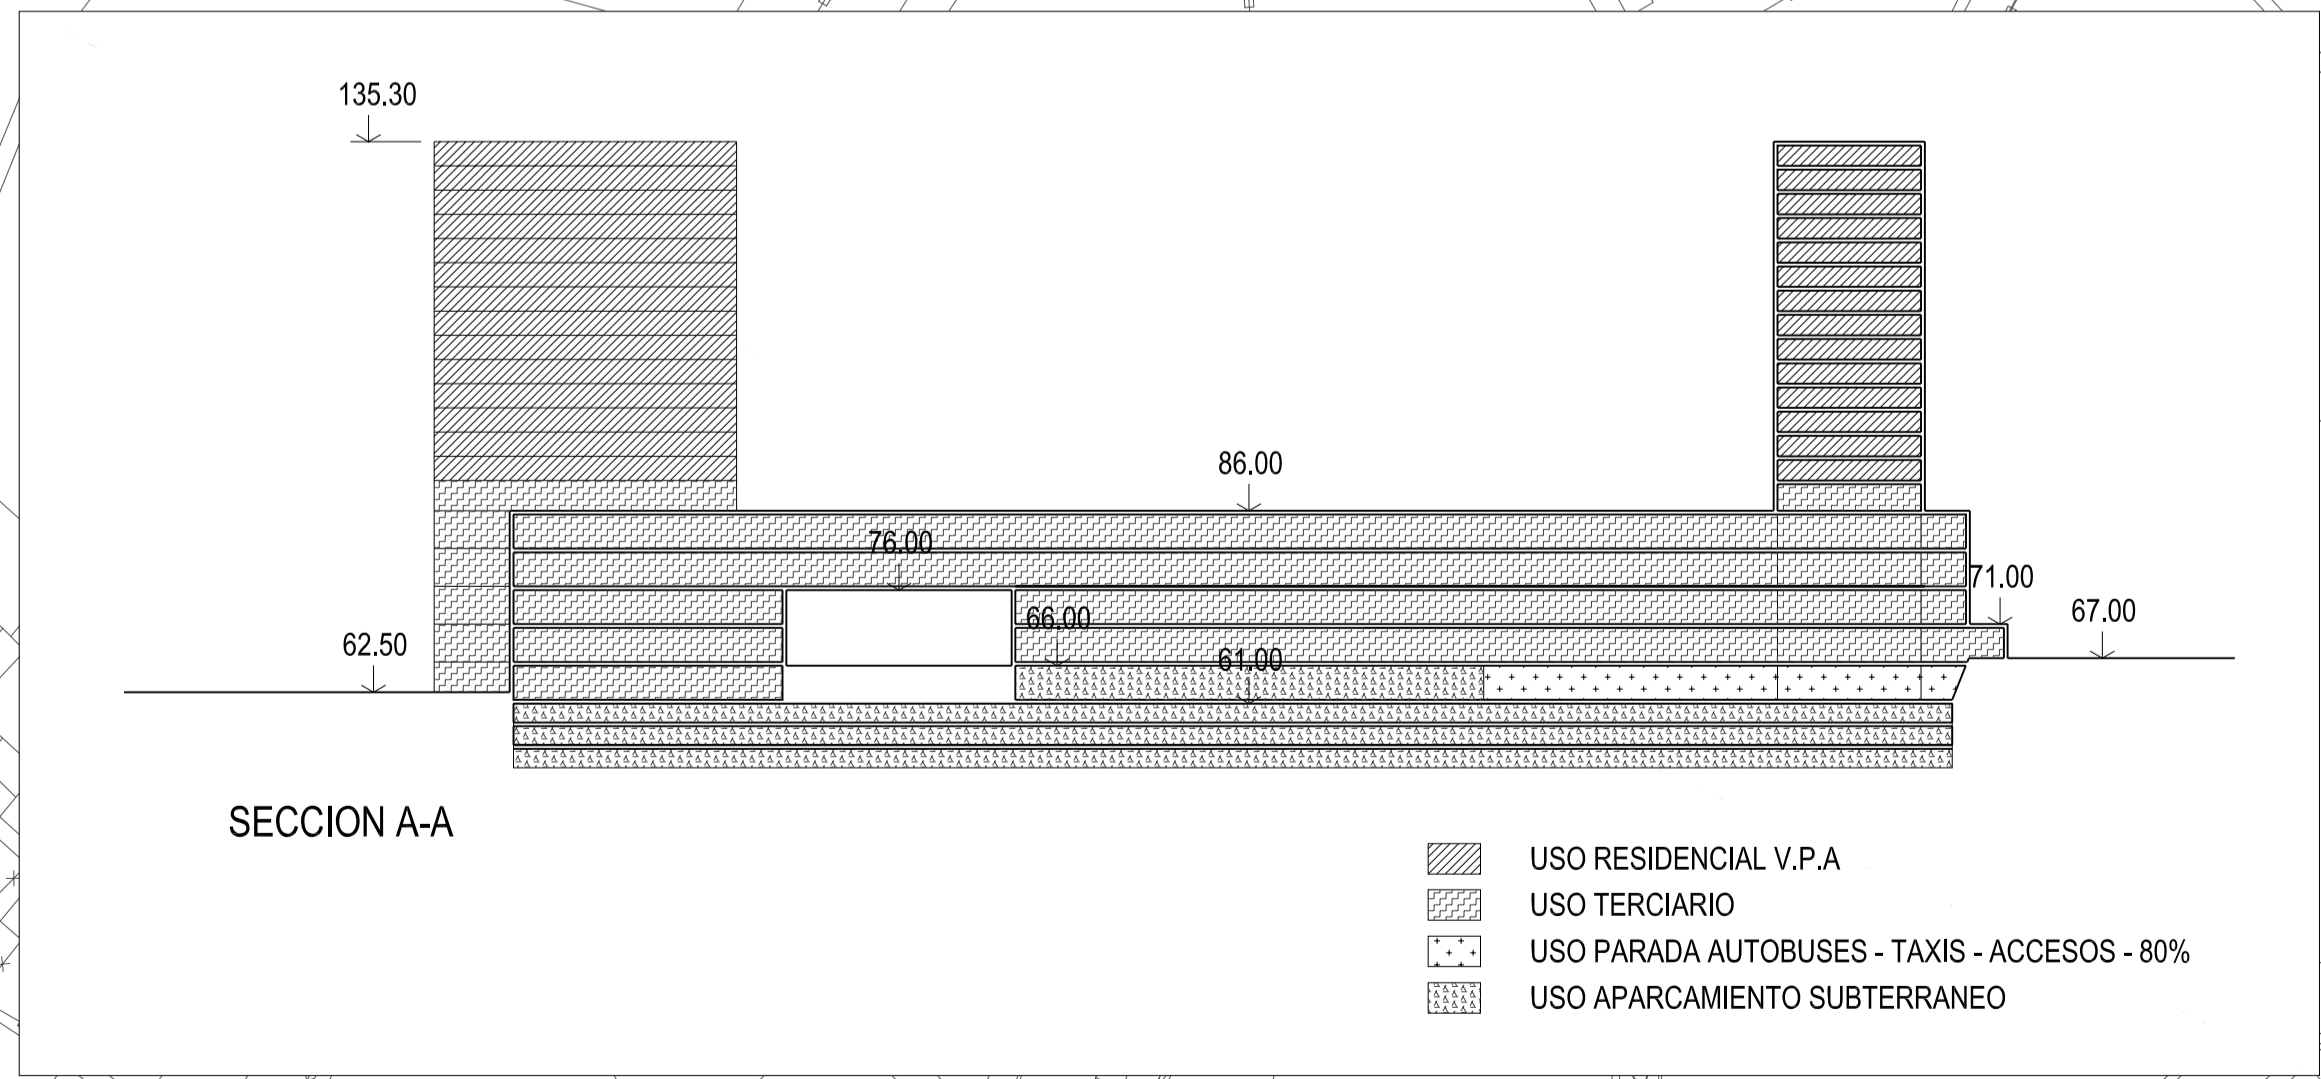 135.30
86.00
76.00
71.00
67.00
66.00
62.50
61.00
SECCION A-A
USO RESIDENCIAL V.P.A
USO TERCIARIO
USO PARADA AUTOBUSES - TAXIS - ACCESOS - 80%
USO APARCAMIENTO SUBTERRANEO